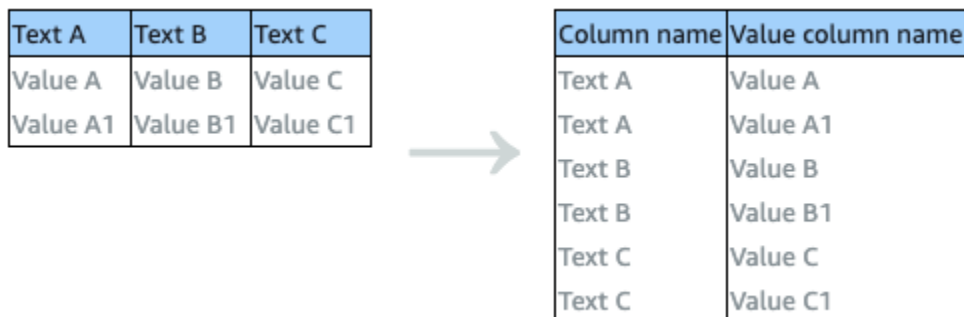 Text A Text B Text C
Value A Value B Value C
Value A1 Value B1 Value C1
Column name Value column name
Text A Value A
Text A Value A1
Text B Value B
Text B Value B1
Text C Value C
Text C Value C1